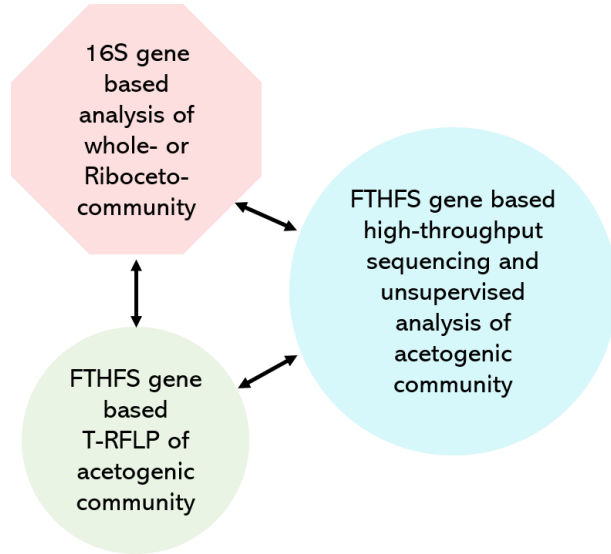 16S gene
based
analysis of
whole- or
Riboceto-
community
FTHFS gene based
high-throughput
sequencing and
unsupervised
analysis of
acetogenic
community
FTHFS gene
based
T-RFLP of
acetogenic
community